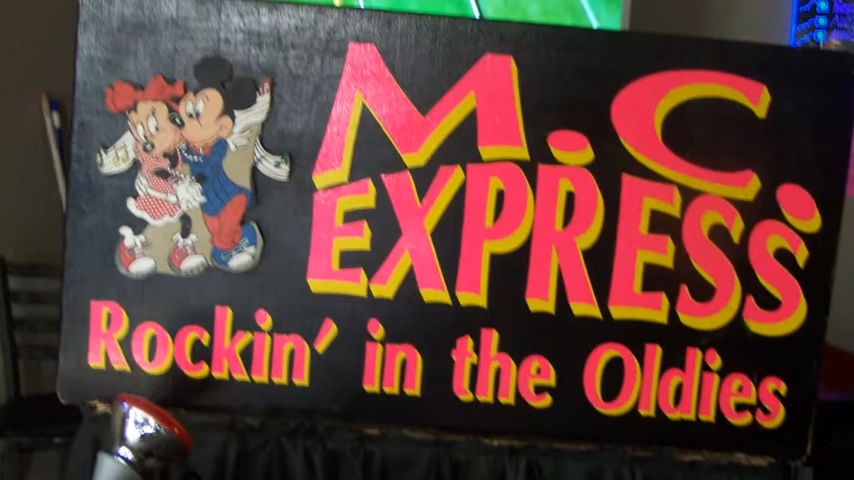 M.C.
EXPRESS
Rockin' in the Oldies